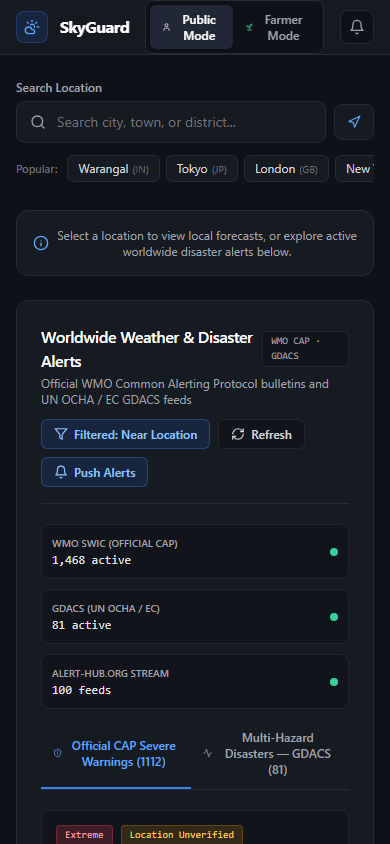 SkyGuard
Public
Mode
Farmer
Mode
Search Location
Search city, town, or district...
Popular:
Warangal (IN)
Tokyo (JP)
London (GB)
New
Select a location to view local forecasts, or explore active
worldwide disaster alerts below.
Worldwide Weather & Disaster
Alerts
WMO CAP ·
GDACS
Official WMO Common Alerting Protocol bulletins and
UN OCHA / EC GDACS feeds
Filtered: Near Location
Refresh
Push Alerts
WMO SWIC (OFFICIAL CAP)
1,468 active
GDACS (UN OCHA / EC)
81 active
ALERT-HUB.ORG STREAM
100 feeds
Official CAP Severe
Warnings (1112)
Multi-Hazard
Disasters — GDACS
(81)
Extreme
Location Unverified